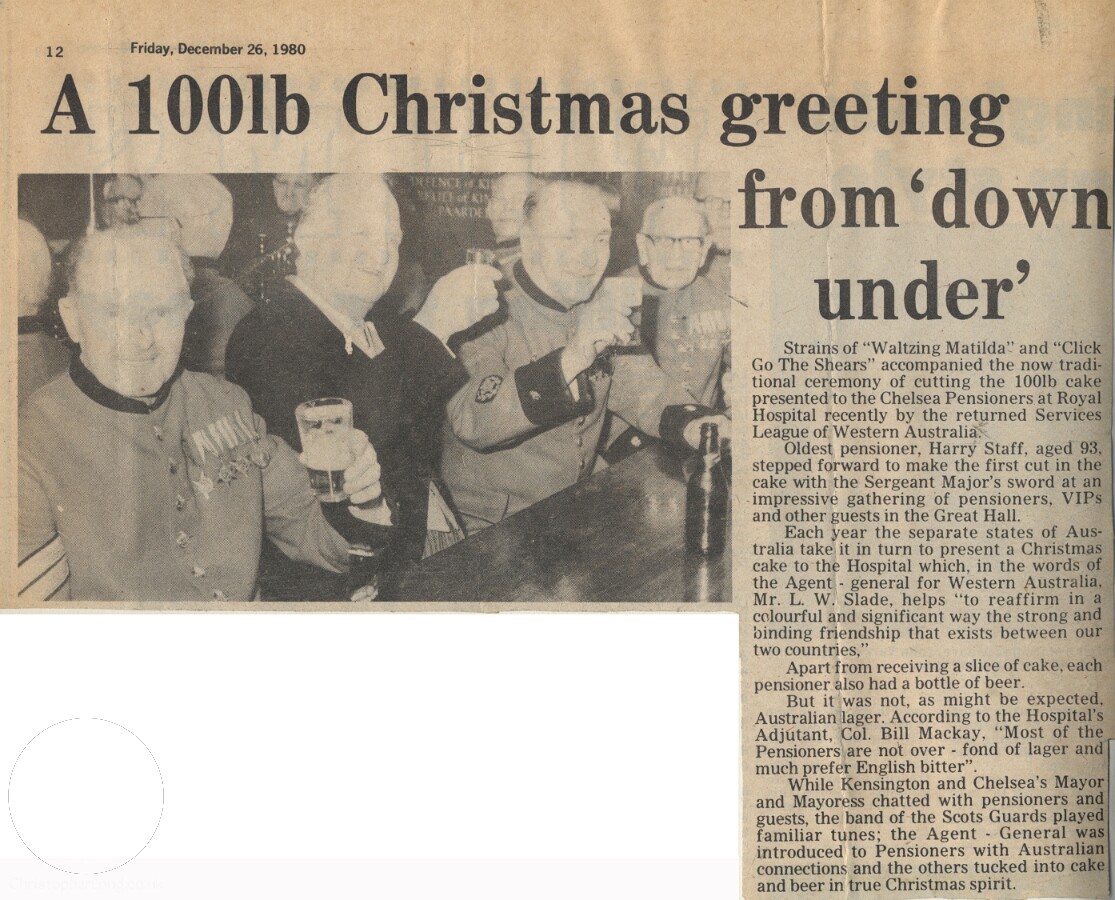 12
Friday, December 26, 1980
A 100lb Christmas greeting
from 'down
under'
DEFENCE of KI
RELIEF of KIN
PAARDE
Strains of "Waltzing Matilda" and "Click
Go The Shears" accompanied the now tradi-
tional ceremony of cutting the 100lb cake
presented to the Chelsea Pensioners at Royal
Hospital recently by the returned Services
League of Western Australia.
Oldest pensioner, Harry Staff, aged 93,
stepped forward to make the first cut in the
cake with the Sergeant Major's sword at an
impressive gathering of pensioners, VIPs
and other guests in the Great Hall.
Each year the separate states of Aus-
tralia take it in turn to present a Christmas
cake to the Hospital which, in the words of
the Agent - general for Western Australia,
Mr. L. W. Slade, helps "to reaffirm in a
colourful and significant way the strong and
binding friendship that exists between our
two countries,"
Apart from receiving a slice of cake, each
pensioner also had a bottle of beer.
But it was not, as might be expected,
Australian lager. According to the Hospital's
Adjutant, Col. Bill Mackay, "Most of the
Pensioners are not over - fond of lager and
much prefer English bitter".
While Kensington and Chelsea's Mayor
and Mayoress chatted with pensioners and
guests, the band of the Scots Guards played
familiar tunes; the Agent - General was
introduced to Pensioners with Australian
connections and the others tucked into cake
and beer in true Christmas spirit.